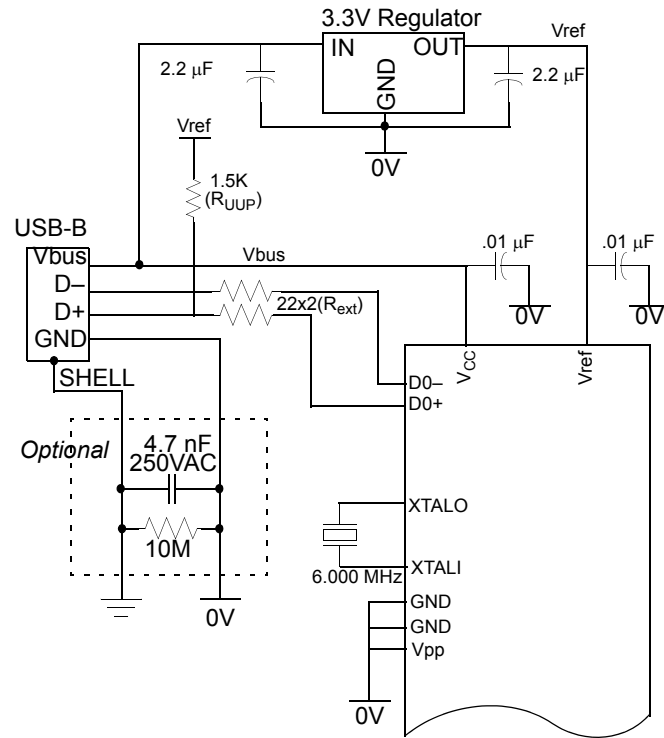 3.3V Regulator
IN
OUT
GND
Vref
2.2 μF
2.2 μF
0V
Vref
1.5K
(RUUP)
USB-B
Vbus
D–
D+
GND
SHELL
Vbus
.01 μF
.01 μF
0V
0V
22x2(Rext)
VCC
Vref
D0–
D0+
Optional
4.7 nF
250VAC
10M
0V
XTALO
6.000 MHz
XTALI
GND
GND
Vpp
0V